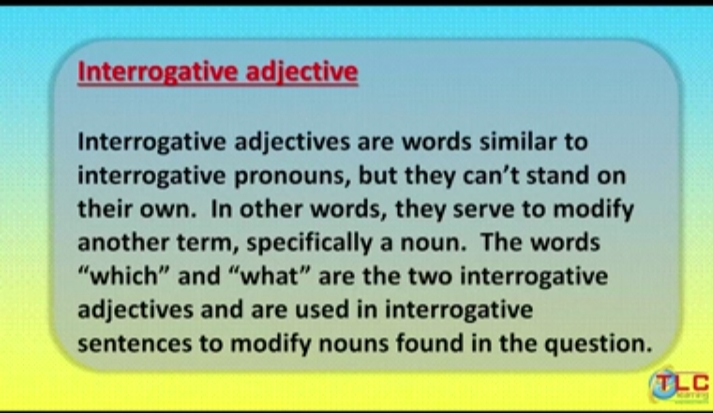 Interrogative adjective
Interrogative adjectives are words similar to
interrogative pronouns, but they can't stand on
their own.  In other words, they serve to modify
another term, specifically a noun.  The words
“which” and “what” are the two interrogative
adjectives and are used in interrogative
sentences to modify nouns found in the question.
TLC